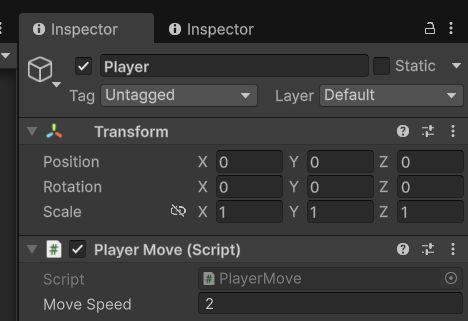 Inspector Inspector
Player Static
Tag Untagged Layer Default
Transform
Position X 0 Y 0 Z 0
Rotation X 0 Y 0 Z 0
Scale X 1 Y 1 Z 1
# Player Move (Script)
Script # PlayerMove
Move Speed 2